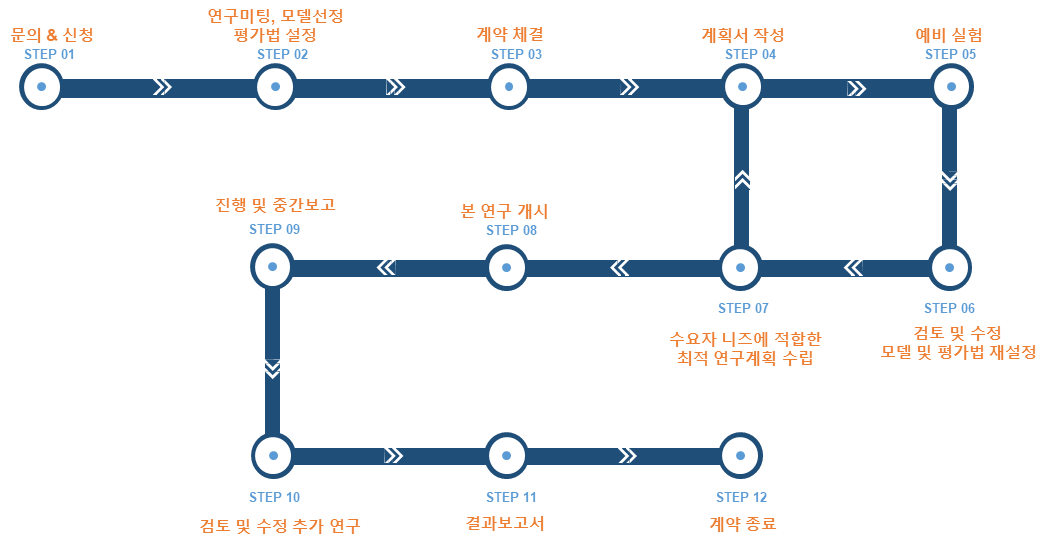 문의 & 신청
STEP 01
연구미팅, 모델선정
평가법 설정
STEP 02
계약 체결
STEP 03
계획서 작성
STEP 04
예비 실험
STEP 05
STEP 06
검토 및 수정
모델 및 평가법 재설정
STEP 07
수요자 니즈에 적합한
최적 연구계획 수립
본 연구 개시
STEP 08
진행 및 중간보고
STEP 09
STEP 10
검토 및 수정 추가 연구
STEP 11
결과보고서
STEP 12
계약 종료